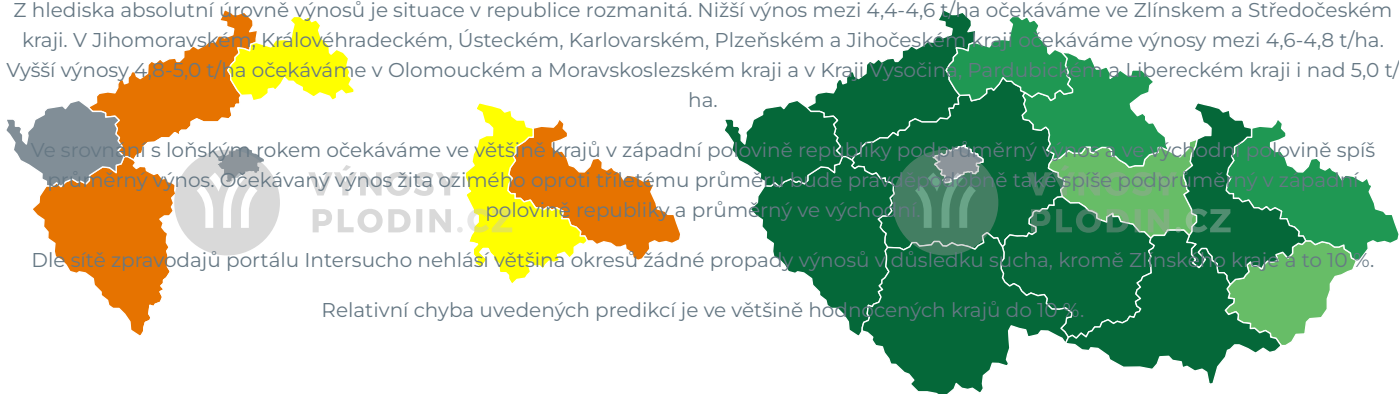 Z hlediska absolutní úrovně výnosů je situace v republice rozmanitá. Nižší výnos mezi 4,4-4,6 t/ha očekáváme ve Zlínském a Středočeském
kraji. V Jihomoravském, Královéhradeckém, Ústeckém, Karlovarském, Plzeňském a Jihočeském kraji očekáváme výnosy mezi 4,6-4,8 t/ha.
Vyšší výnosy 4,8-5,0 t/ha očekáváme v Olomouckém a Moravskoslezském kraji a v Kraji Vysočina, Pardubickém a Libereckém kraji i nad 5,0 t/
ha.
Ve srovnání s loňským rokem očekáváme ve většině krajů v západní polovině republiky podprůměrný výnos a ve východní polovině spíš
průměrný výnos. Očekávaný výnos žita ozimého oproti tříletému průměru bude pravděpodobně také spíše podprůměrný v západní
polovině republiky a průměrný ve východní.
VÝNOSY
PLODIN.CZ
VÝNOSY
PLODIN.CZ
Dle sítě zpravodajů portálu Intersucho nehlásí většina okresů žádné propady výnosů v důsledku sucha, kromě Zlínského kraje a to 10 %.
Relativní chyba uvedených predikcí je ve většině hodnocených krajů do 10 %.